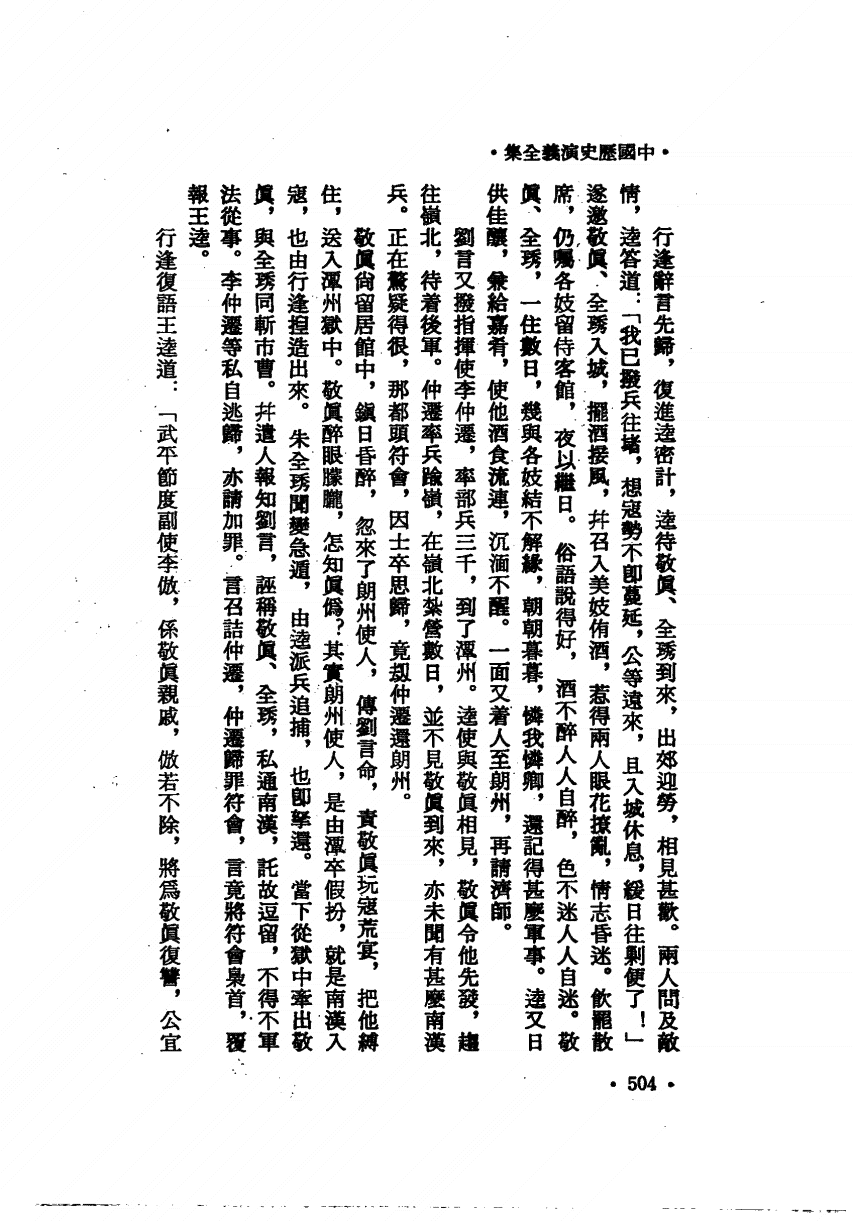 •中國歷史演義全集•
行逢辭言先歸，復進逵密計，逵待敬眞、全琇到來，出郊迎勞，相見甚歡。兩人問及敵
情，逵答道：「我已撥兵往堵，想寇勢不卽蔓延，公等遠來，且入城休息，緩日往剿便了！」
遂邀敬眞、全琇入城，擺酒接風，幷召入美妓侑酒，惹得兩人眼花撩亂，情志昏迷。飲罷散
席，仍囑各妓留侍客館，夜以繼日。俗語說得好，酒不醉人人自醉，色不迷人人自迷。敬
眞、全琇，一住數日，幾與各妓結不解緣，朝朝暮暮，憐我憐卿，還記得甚麼軍事。逵又日
供佳釀，兼給嘉肴，使他酒食流連，沉湎不醒。一面又着人至朗州，再請濟師。
劉言又撥指揮使李仲遷，率部兵三千，到了潭州。逵使與敬眞相見，敬眞令他先發，趨
往嶺北，待着後軍。仲遷率兵踰嶺，在嶺北紮營數日，並不見敬眞到來，亦未聞有甚麼南漢
兵。正在驚疑得很，那都頭符會，因士卒思歸，竟刼仲遷還朗州。
敬眞尙留居館中，鎭日昏醉，忽來了朗州使人，傳劉言命，責敬眞玩寇荒宴，把他縛
住，送入潭州獄中。敬眞醉眼朦朧，怎知眞僞？其實朗州使人，是由潭卒假扮，就是南漢入
寇，也由行逢捏造出來。朱全琇聞變急遁，由逵派兵追捕，也卽拏還。當下從獄中牽出敬
眞，與全琇同斬市曹。幷遣人報知劉言，誣稱敬眞、全琇，私通南漢，託故逗留，不得不軍
法從事。李仲遷等私自逃歸，亦請加罪。言召詰仲遷，仲遷歸罪符會，言竟將符會梟首，覆
報王逵。
行逢復語王逵道：「武平節度副使李倣，係敬眞親戚，倣若不除，將爲敬眞復讐，公宜
•504•